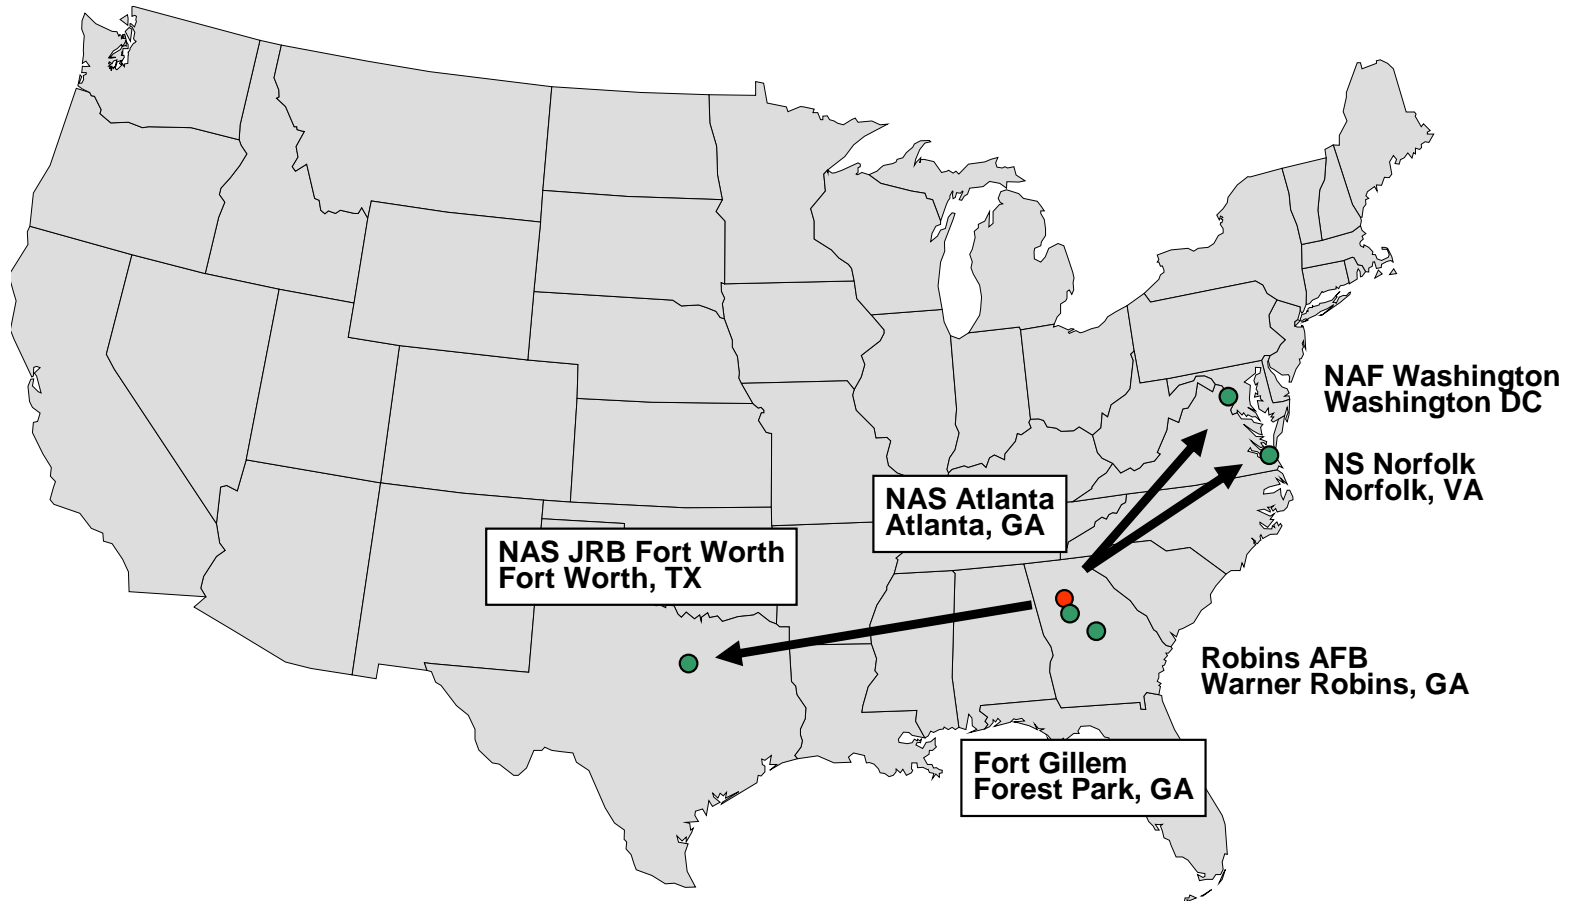 NAF Washington
Washington DC
NS Norfolk
Norfolk, VA
NAS Atlanta
Atlanta, GA
NAS JRB Fort Worth
Fort Worth, TX
Robins AFB
Warner Robins, GA
Fort Gillem
Forest Park, GA